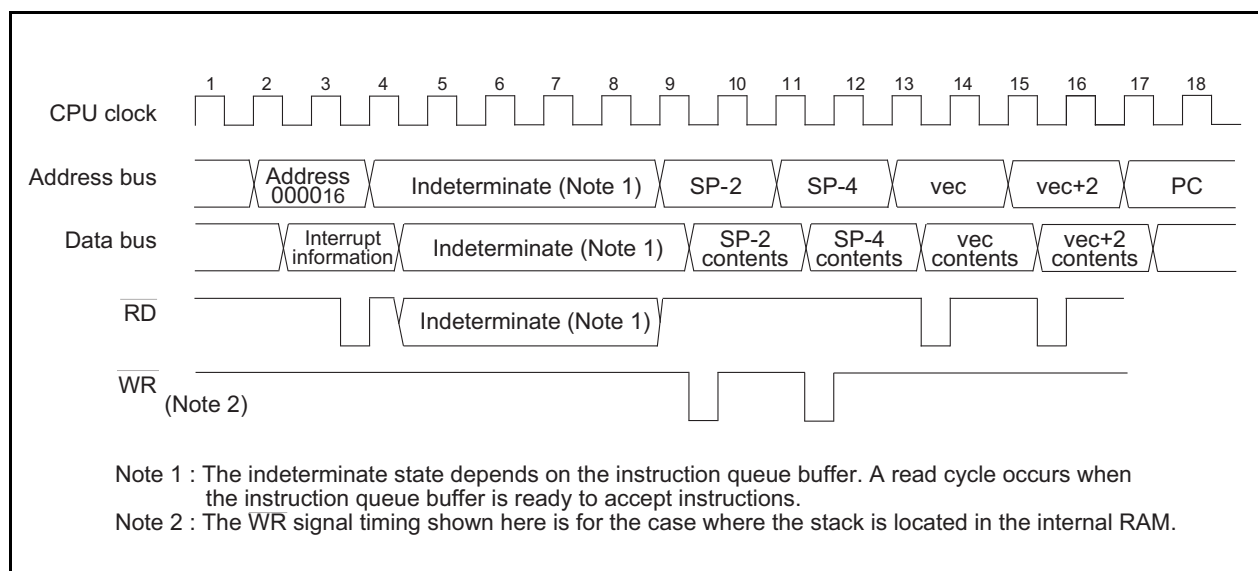 1 2 3 4 5 6 7 8 9 10 11 12 13 14 15 16 17 18
CPU clock
Address bus
Address
000016
Indeterminate (Note 1)
SP-2
SP-4
vec
vec+2
PC
Data bus
Interrupt
information
Indeterminate (Note 1)
SP-2
contents
SP-4
contents
vec
contents
vec+2
contents
RD
Indeterminate (Note 1)
WR
(Note 2)
Note 1 : The indeterminate state depends on the instruction queue buffer. A read cycle occurs when
the instruction queue buffer is ready to accept instructions.
Note 2 : The WR signal timing shown here is for the case where the stack is located in the internal RAM.